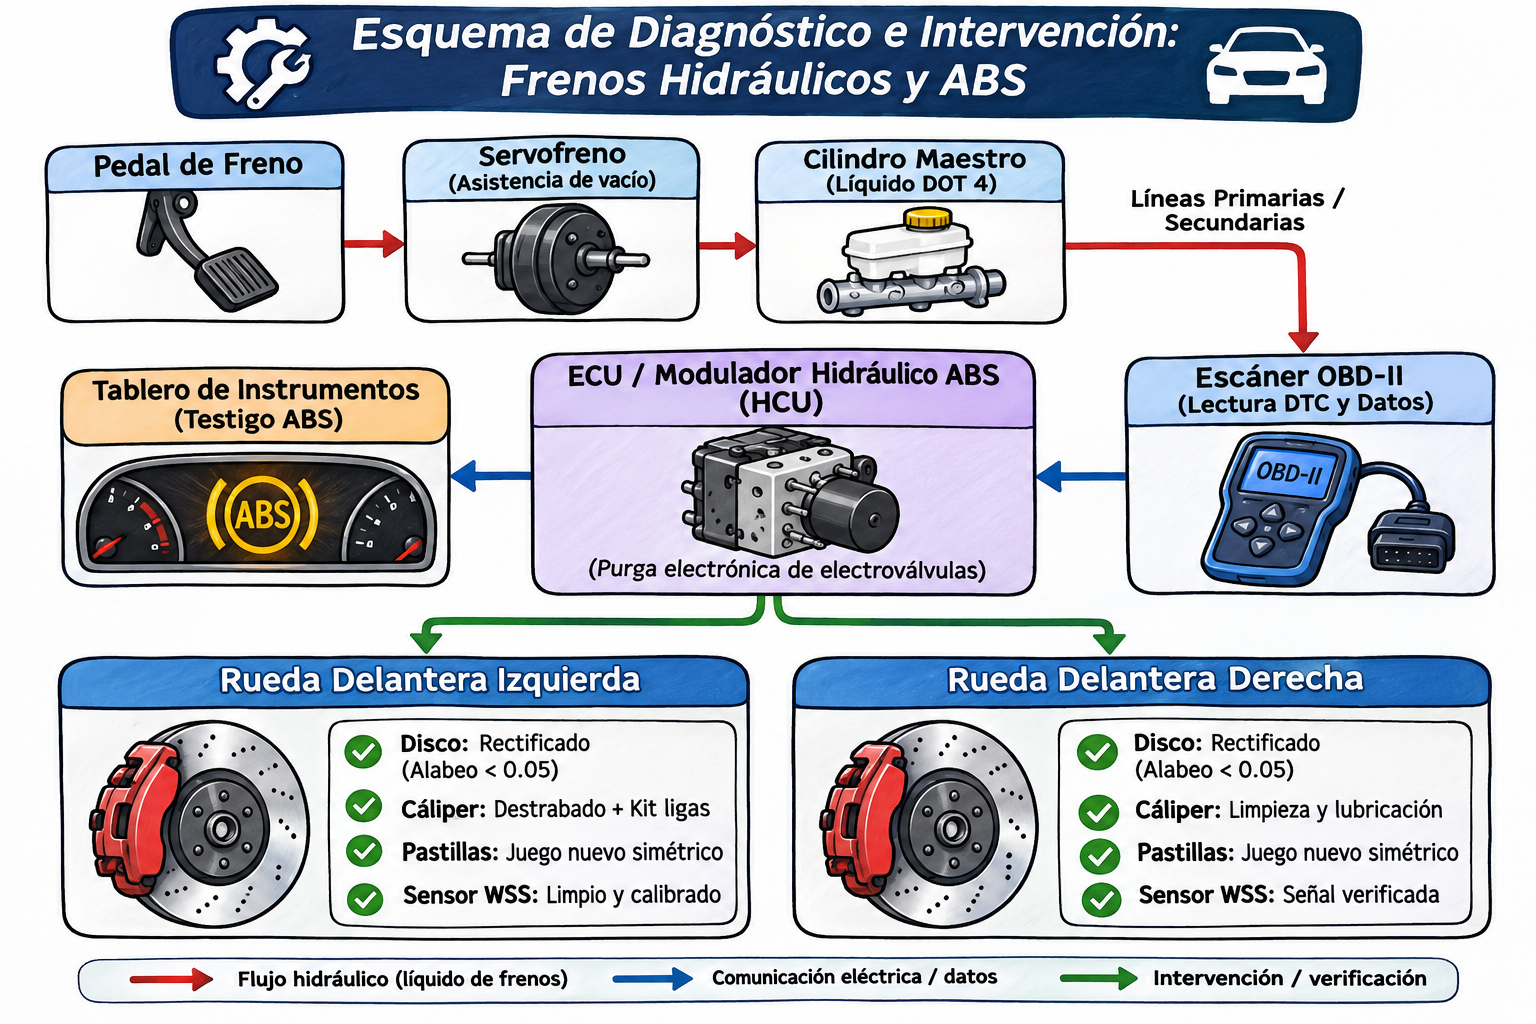 Esquema de Diagnóstico e Intervención:
Frenos Hidráulicos y ABS
Pedal de Freno
Servofreno
(Asistencia de vacío)
Cilindro Maestro
(Líquido DOT 4)
Líneas Primarias /
Secundarias
Tablero de Instrumentos
(Testigo ABS)
ABS
ECU / Modulador Hidráulico ABS
(HCU)
(Purga electrónica de electroválvulas)
Escáner OBD-II
(Lectura DTC y Datos)
OBD-II
Rueda Delantera Izquierda
Disco: Rectificado
(Alabeo < 0.05)
Cáliper: Destrabado + Kit ligas
Pastillas: Juego nuevo simétrico
Sensor WSS: Limpio y calibrado
Rueda Delantera Derecha
Disco: Rectificado
(Alabeo < 0.05)
Cáliper: Limpieza y lubricación
Pastillas: Juego nuevo simétrico
Sensor WSS: Señal verificada
Flujo hidráulico (líquido de frenos)
Comunicación eléctrica / datos
Intervención / verificación